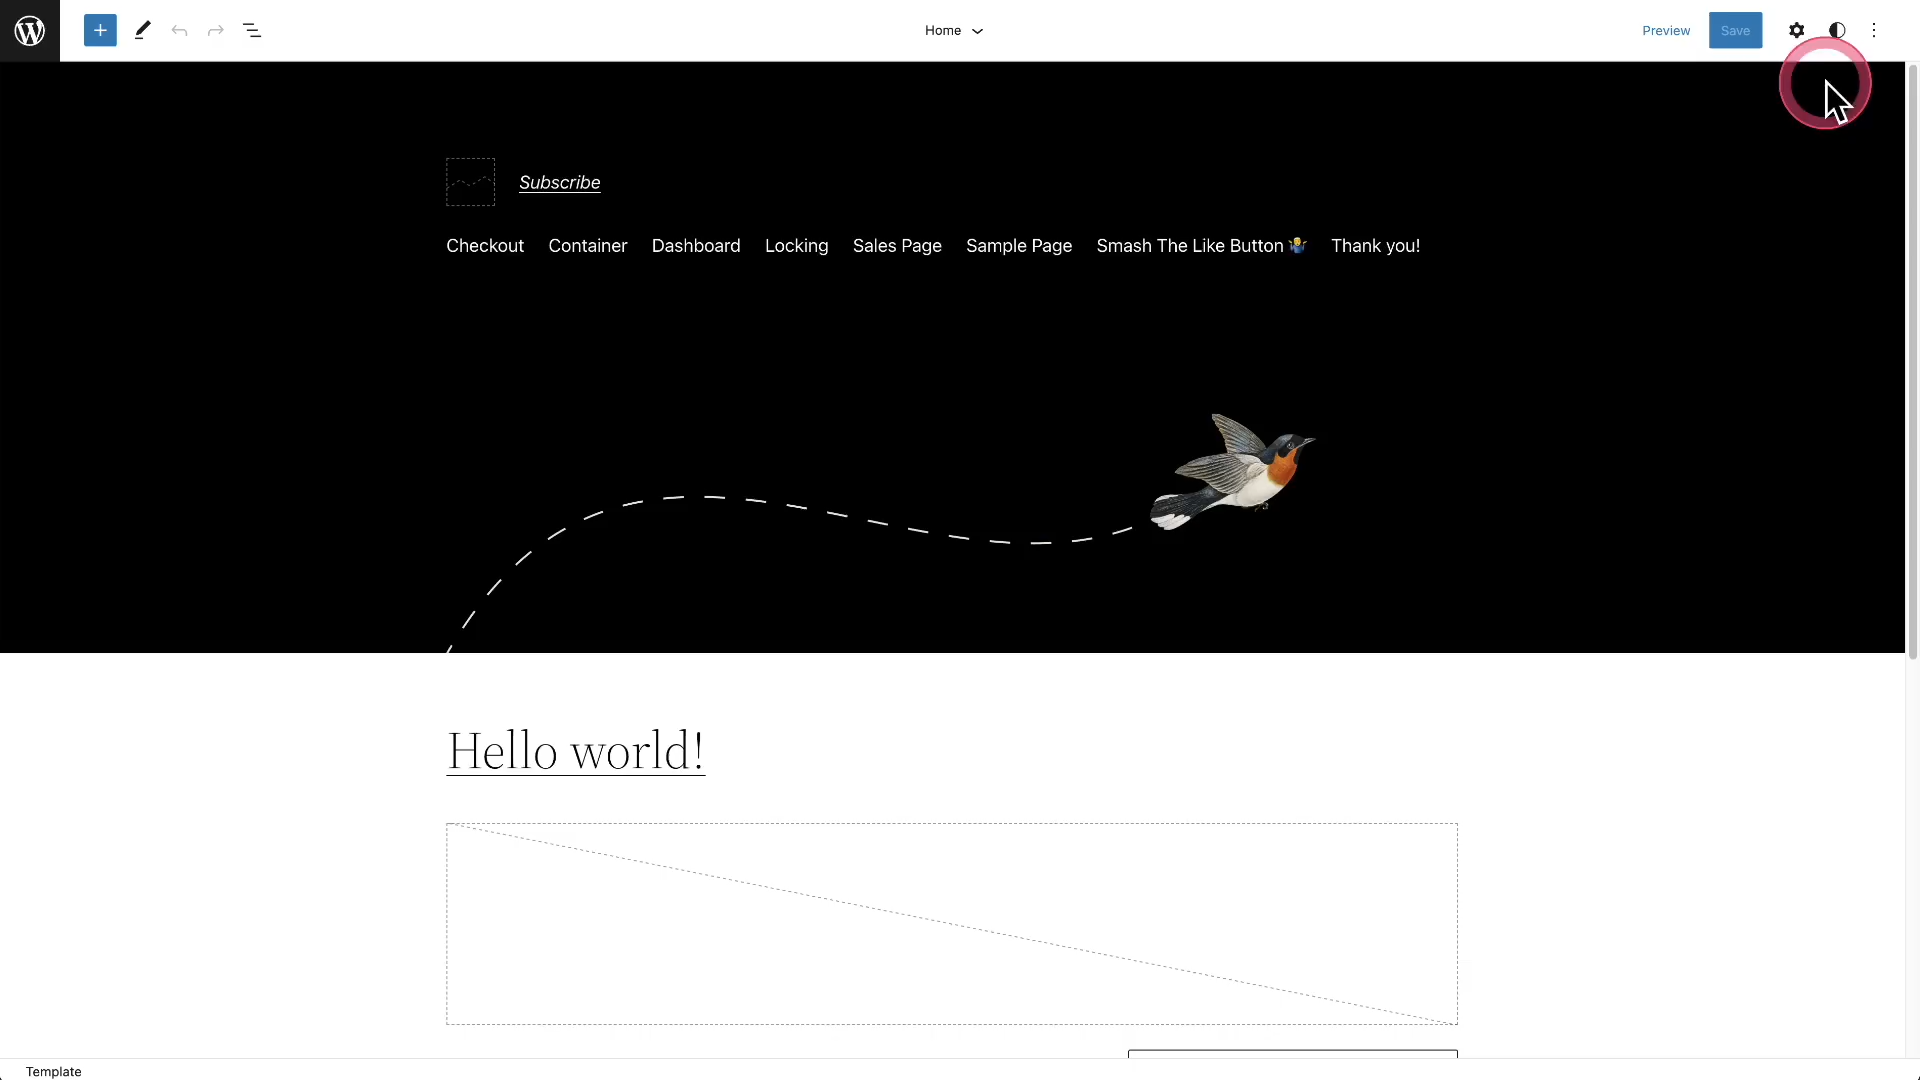 Home
Preview
Save
Subscribe
Checkout Container Dashboard Locking Sales Page Sample Page Smash The Like Button 🤷‍♂️ Thank you!
Hello world!
Template